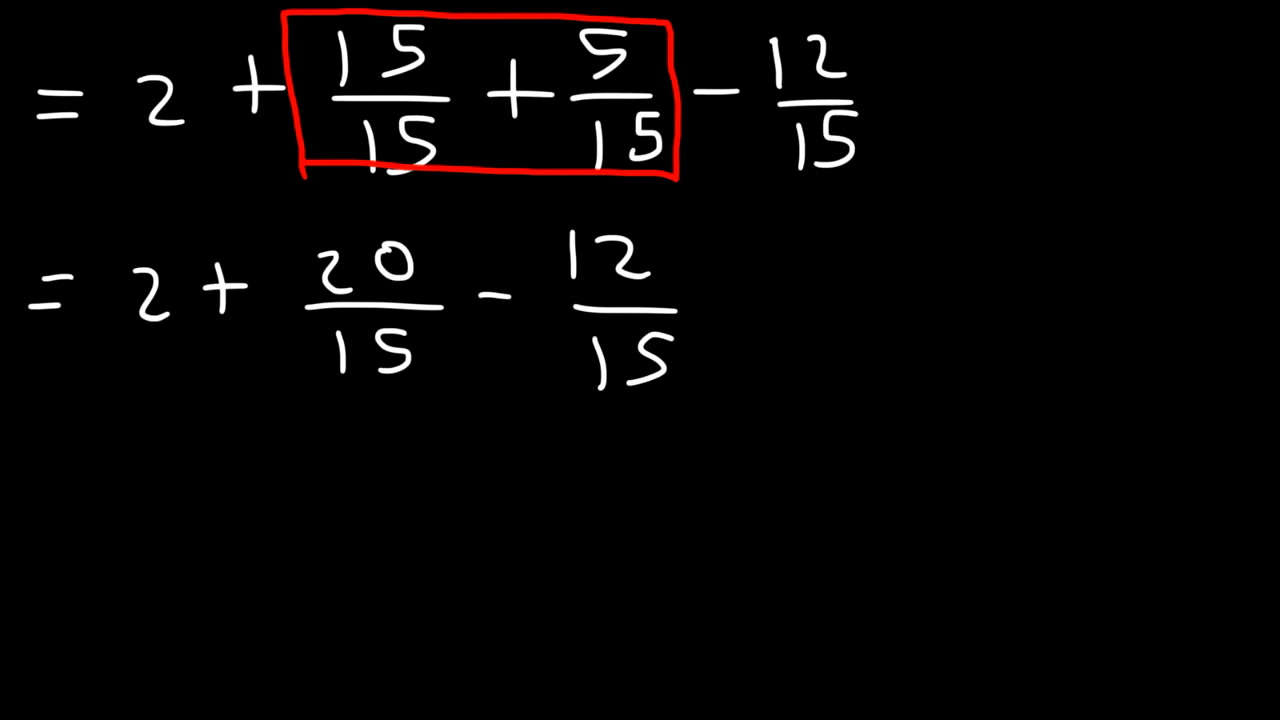 = 2 + 15/15 + 5/15 - 12/15
= 2 + 20/15 - 12/15